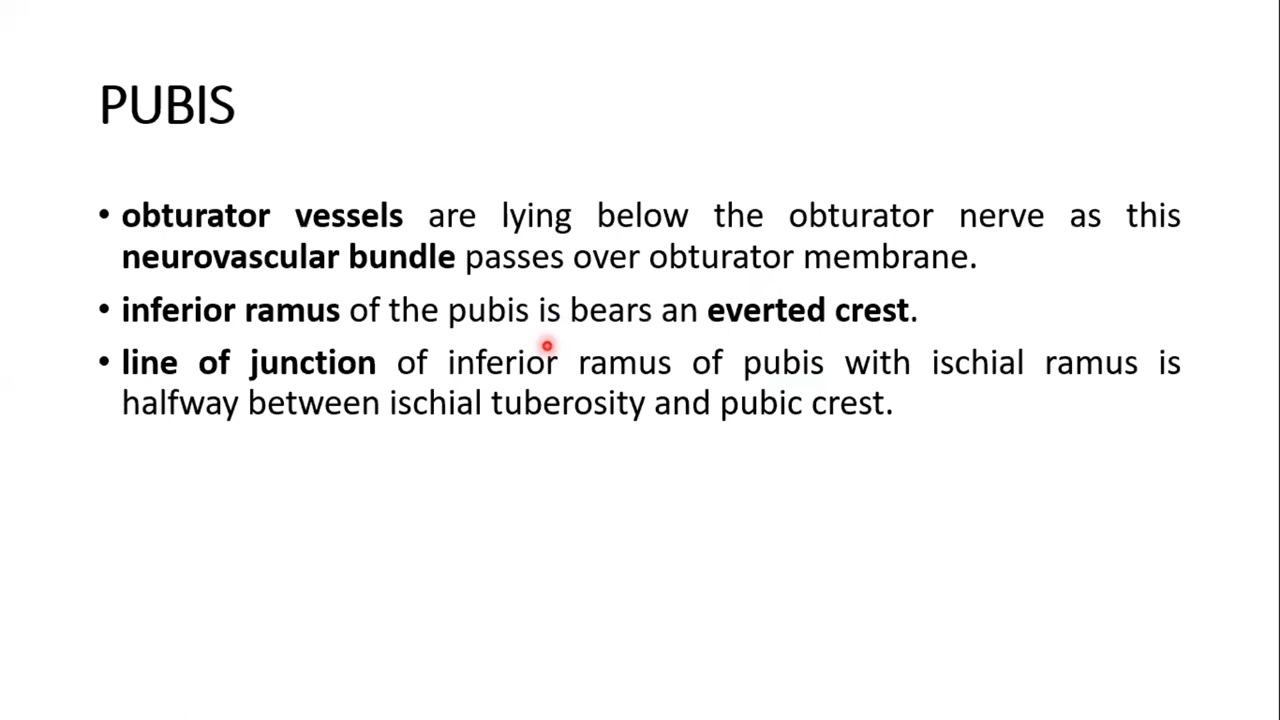 PUBIS
• obturator vessels are lying below the obturator nerve as this
neurovascular bundle passes over obturator membrane.
• inferior ramus of the pubis is bears an everted crest.
• line of junction of inferior ramus of pubis with ischial ramus is
halfway between ischial tuberosity and pubic crest.